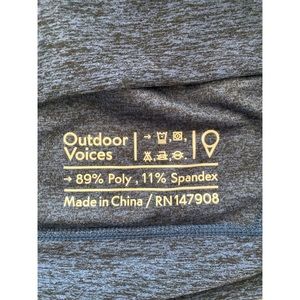 Outdoor
Voices
→ 89% Poly, 11% Spandex
Made in China / RN147908